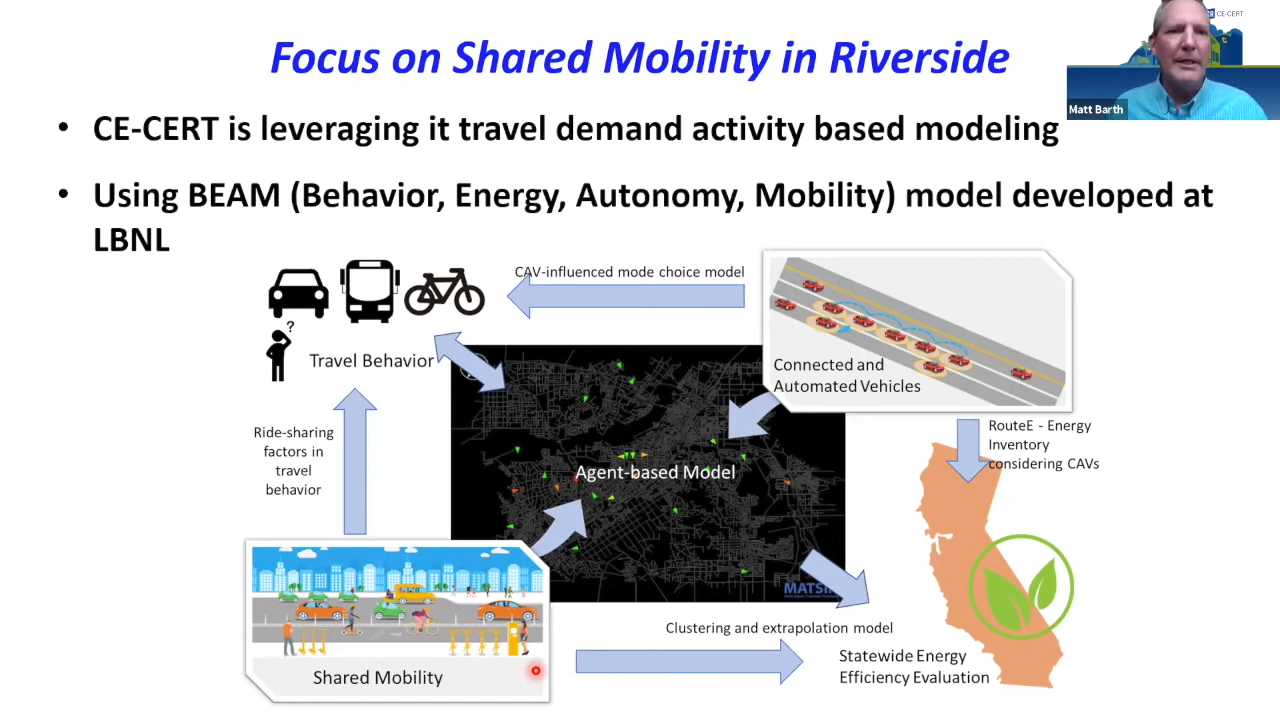 Focus on Shared Mobility in Riverside
CE-CERT
Matt Barth
• CE-CERT is leveraging it travel demand activity based modeling
• Using BEAM (Behavior, Energy, Autonomy, Mobility) model developed at
LBNL
CAV-influenced mode choice model
?
Travel Behavior
Connected and
Automated Vehicles
Ride-sharing
factors in
travel
behavior
Agent-based Model
RouteE - Energy
Inventory
considering CAVs
MATSim
Clustering and extrapolation model
Shared Mobility
Statewide Energy
Efficiency Evaluation